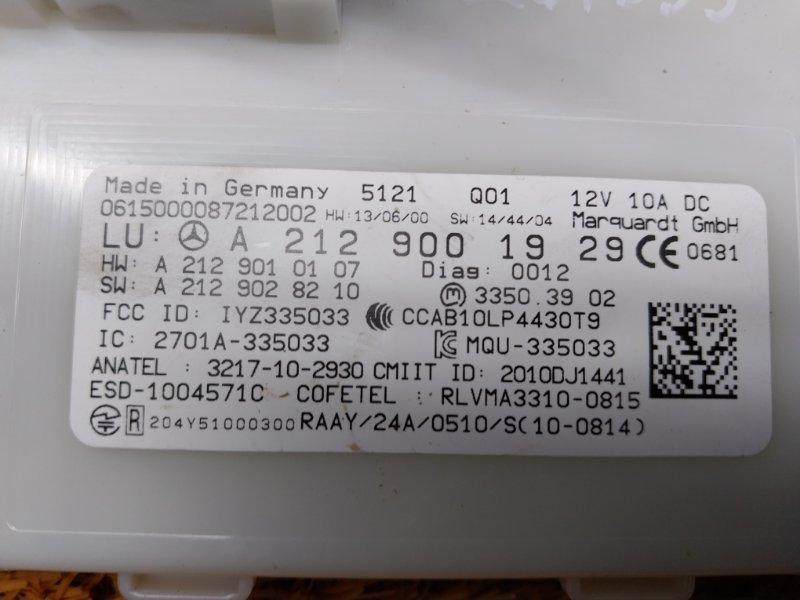 Made in Germany 5121 Q01 12V 10A DC
0615000087212002 HW:13/06/00 SW:14/44/04 Marquardt GmbH
LU: A 212 900 19 29 CE 0681
HW: A 212 901 01 07 Diag: 0012
SW: A 212 902 82 10 M 3350.3902
FCC ID: IYZ335033 CCAB10LP4430T9
IC: 2701A-335033 MQU-335033
ANATEL : 3217-10-2930 CMIIT ID: 2010DJ1441
ESD-1004571C COFETEL : RLVMA3310-0815
R 204Y51000300 RAAY/24A/0510/S(10-0814)